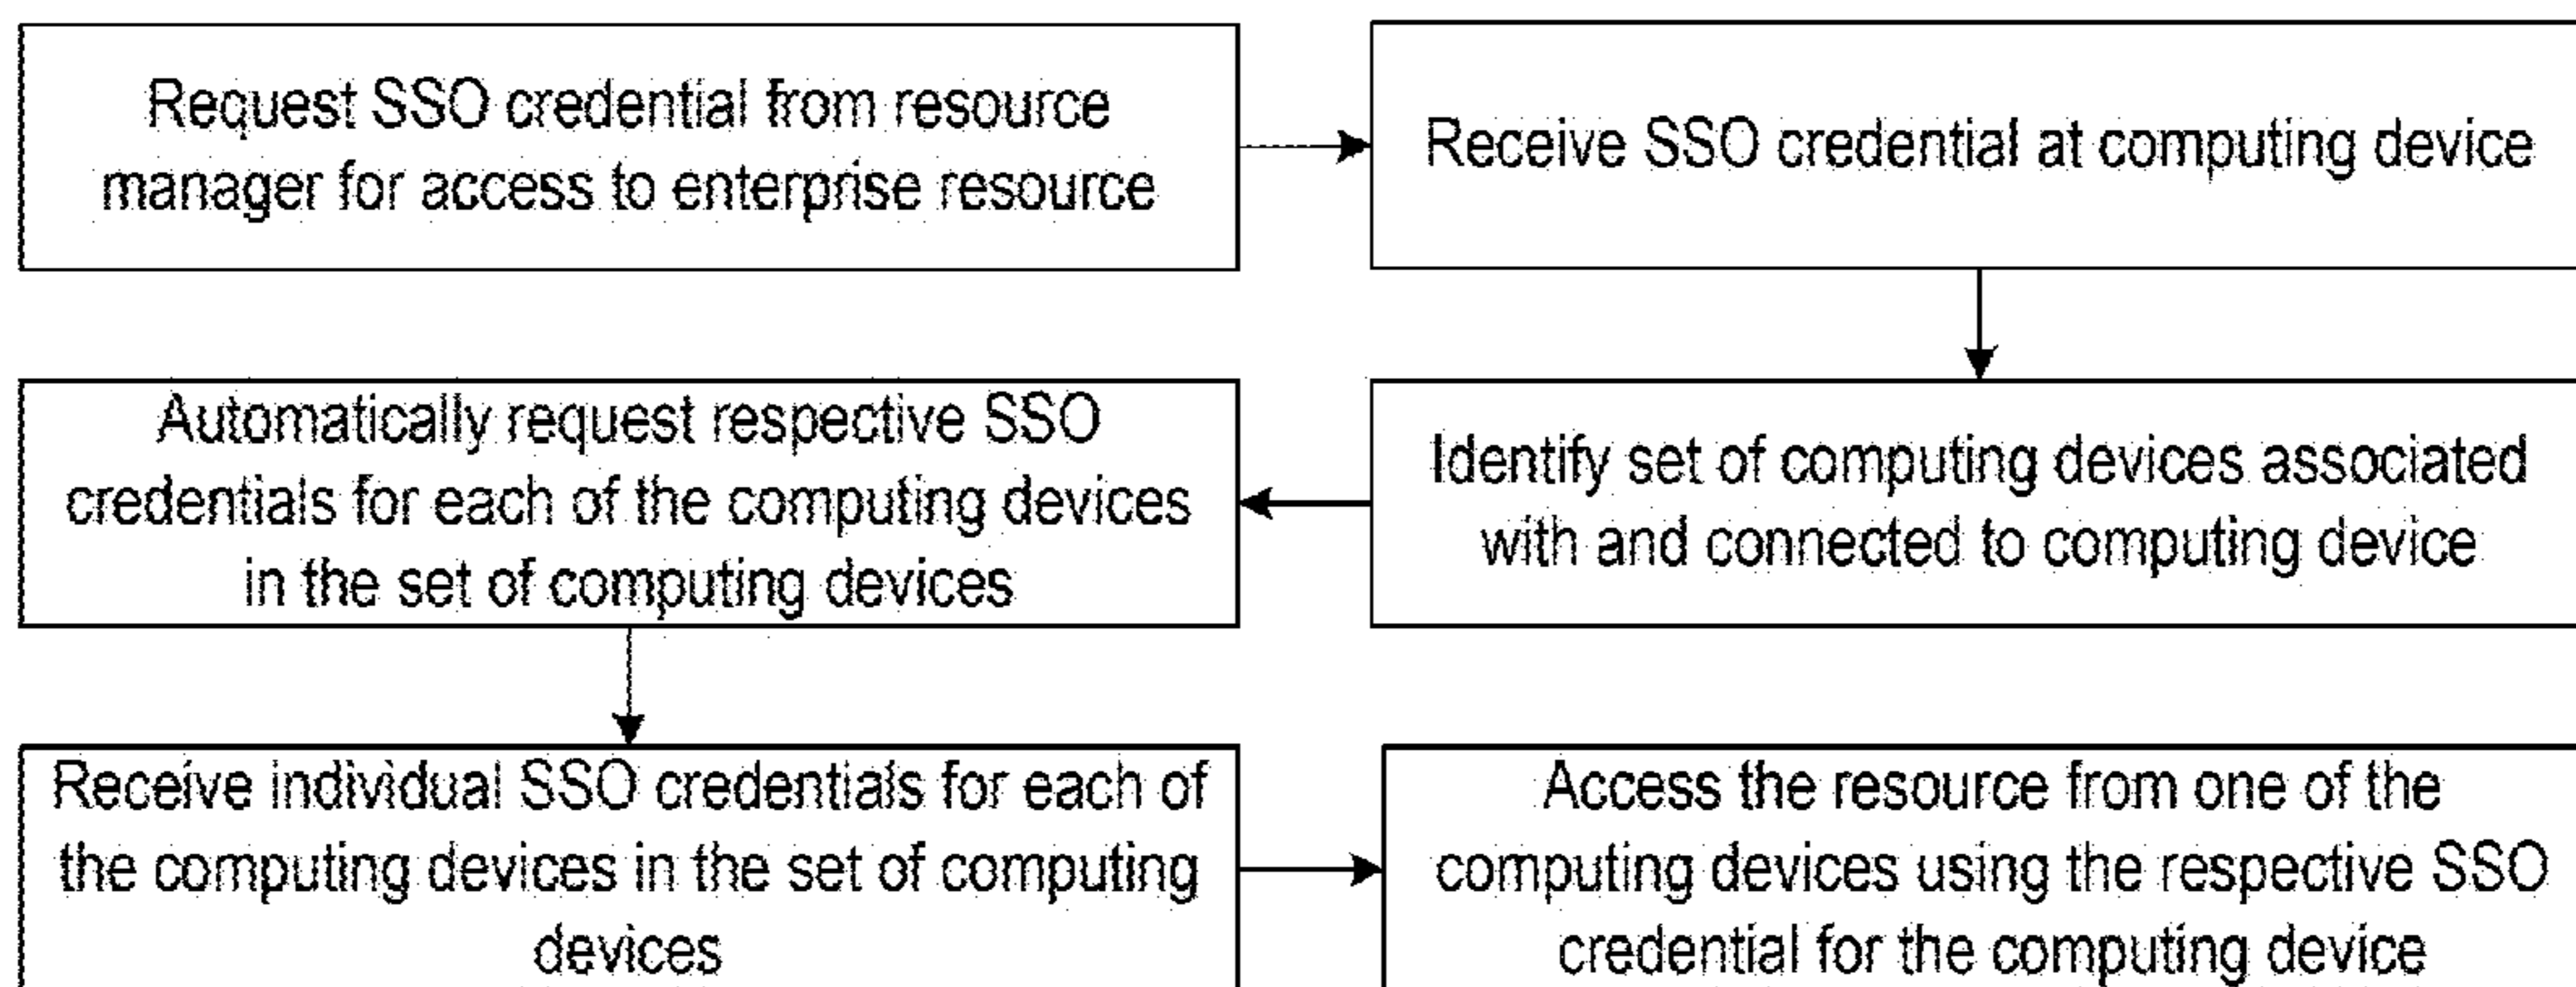 Request SSO credential from resource
manager for access to enterprise resource
Receive SSO credential at computing device
Identify set of computing devices associated
with and connected to computing device
Automatically request respective SSO
credentials for each of the computing devices
in the set of computing devices
Receive individual SSO credentials for each of
the computing devices in the set of computing
devices
Access the resource from one of the
computing devices using the respective SSO
credential for the computing device